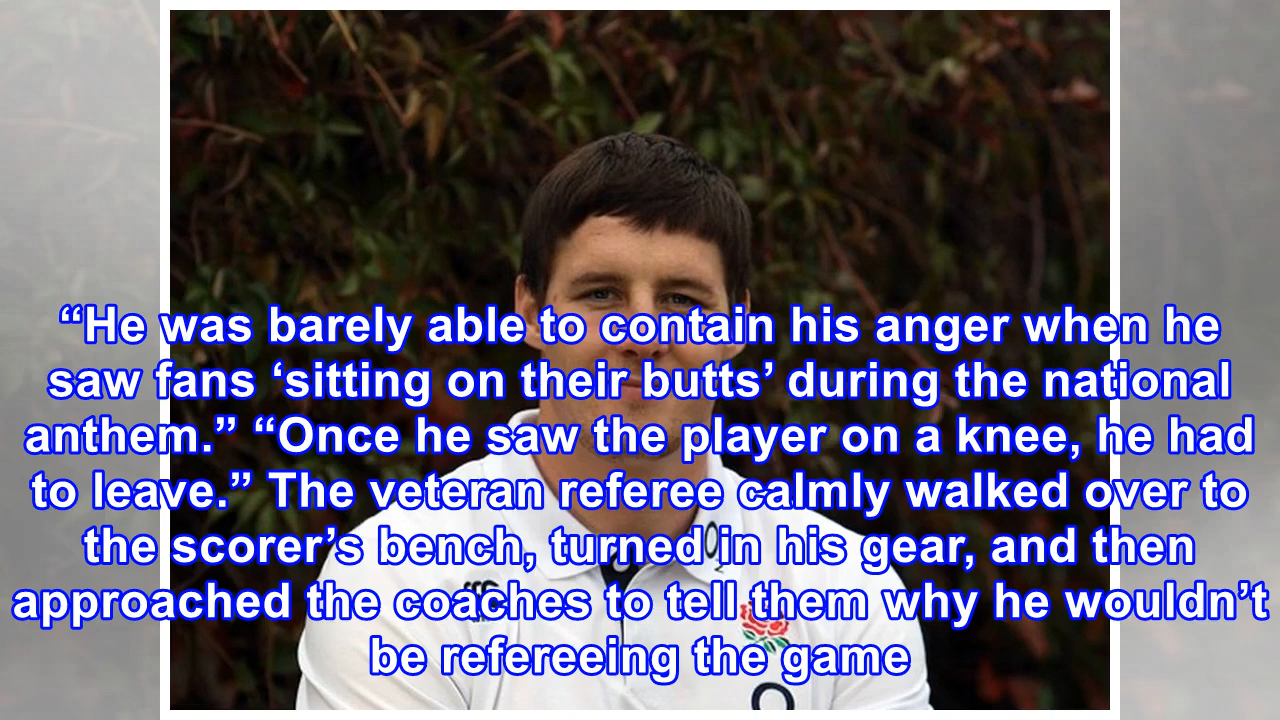 “He was barely able to contain his anger when he
saw fans ‘sitting on their butts’ during the national
anthem.” “Once he saw the player on a knee, he had
to leave.” The veteran referee calmly walked over to
the scorer’s bench, turned in his gear, and then
approached the coaches to tell them why he wouldn’t
be refereeing the game